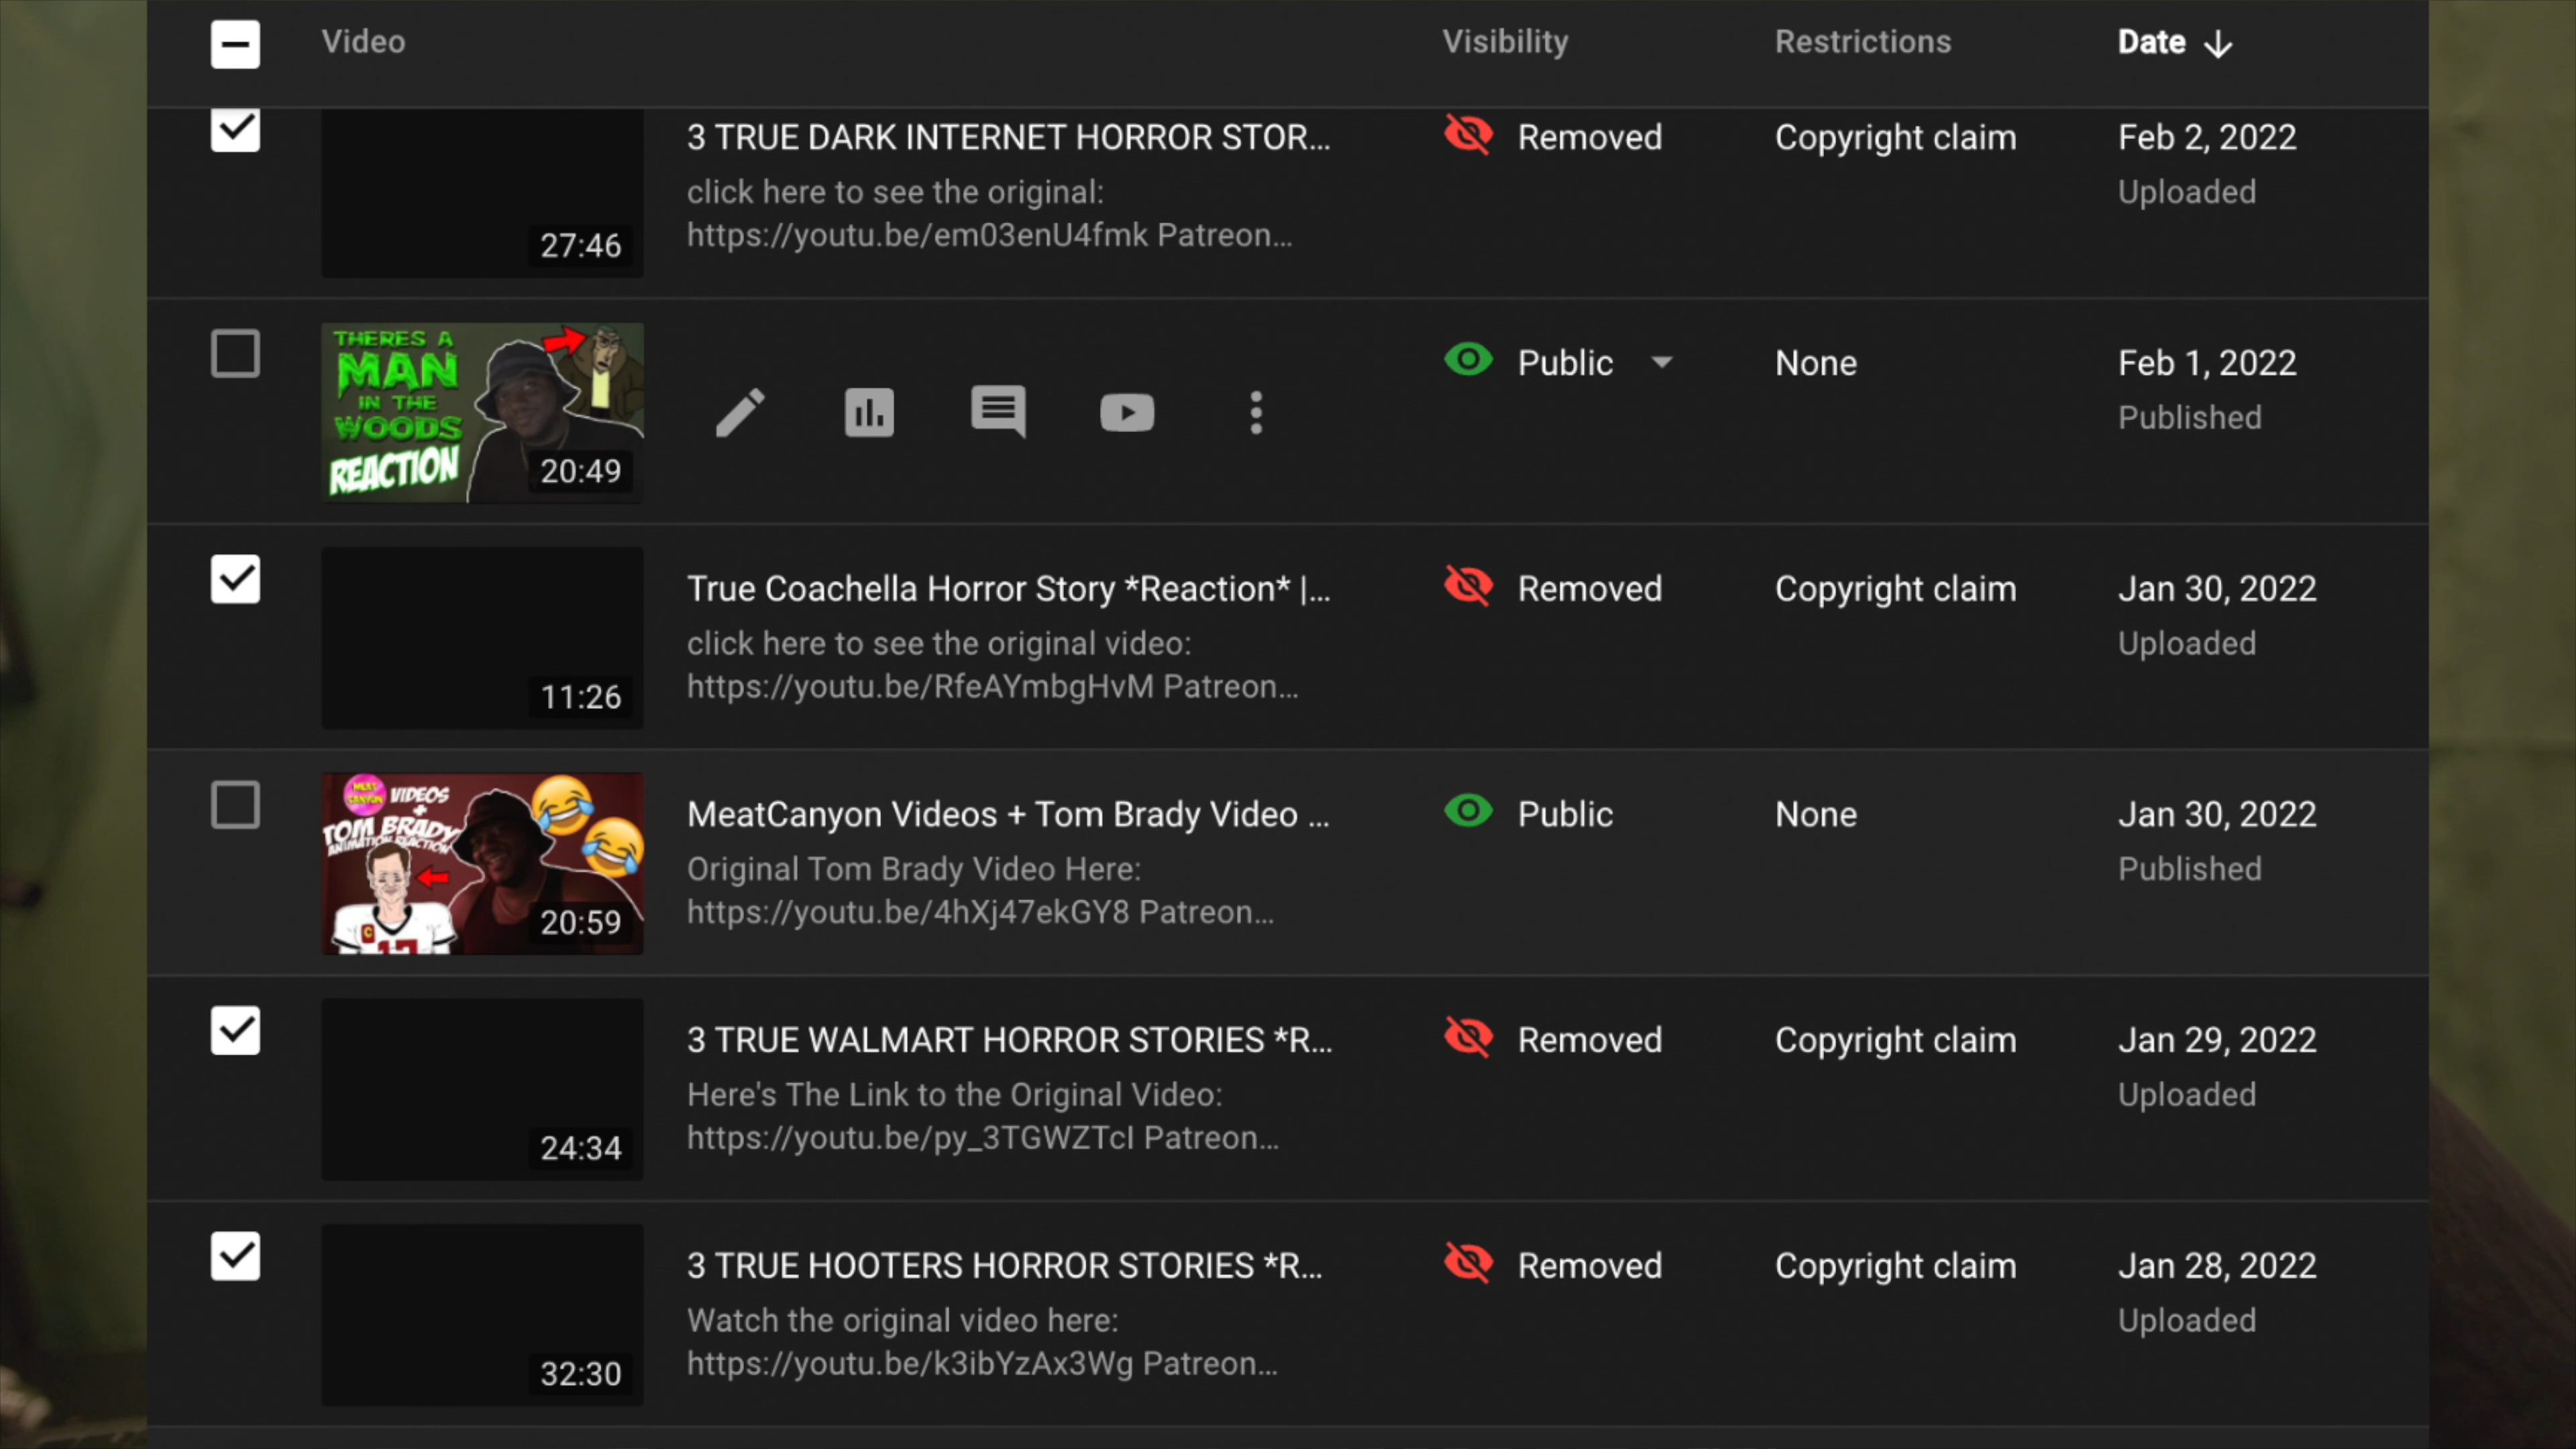 Video Visibility Restrictions Date
3 TRUE DARK INTERNET HORROR STOR... Removed Copyright claim Feb 2, 2022
click here to see the original: Uploaded
https://youtu.be/em03enU4fmk Patreon...
27:46
THERES A
MAN
IN THE
WOODS
REACTION
20:49
Public None Feb 1, 2022
Published
True Coachella Horror Story *Reaction* |... Removed Copyright claim Jan 30, 2022
click here to see the original video: Uploaded
https://youtu.be/RfeAYmbgHvM Patreon...
11:26
MEAT
CANYON VIDEOS
+
TOM BRADY
ANIMATION REACTION
C
20:59
MeatCanyon Videos + Tom Brady Video ... Public None Jan 30, 2022
Original Tom Brady Video Here: Published
https://youtu.be/4hXj47ekGY8 Patreon...
3 TRUE WALMART HORROR STORIES *R... Removed Copyright claim Jan 29, 2022
Here's The Link to the Original Video: Uploaded
https://youtu.be/py_3TGWZTcI Patreon...
24:34
3 TRUE HOOTERS HORROR STORIES *R... Removed Copyright claim Jan 28, 2022
Watch the original video here: Uploaded
https://youtu.be/k3ibYzAx3Wg Patreon...
32:30